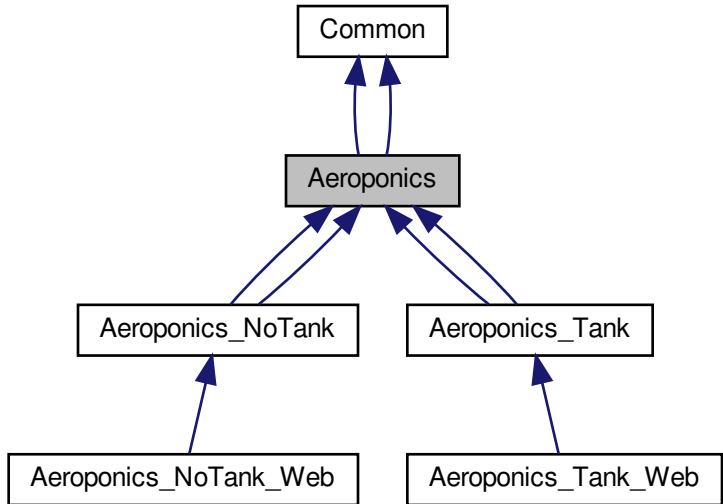 Common
Aeroponics
Aeroponics_NoTank
Aeroponics_Tank
Aeroponics_NoTank_Web
Aeroponics_Tank_Web